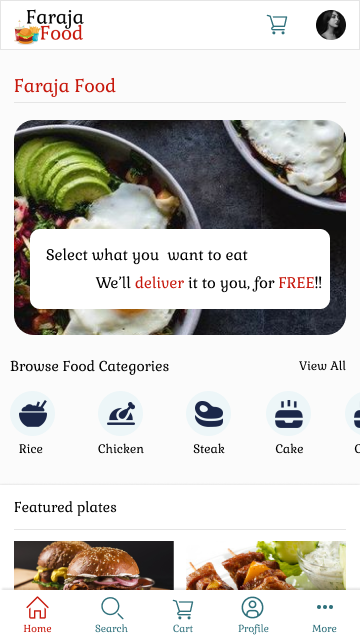 Faraja
Food
Faraja Food
Select what you want to eat
We'll deliver it to you, for FREE!!
Browse Food Categories
View All
Rice
Chicken
Steak
Cake
Featured plates
Home
Search
Cart
Profile
More